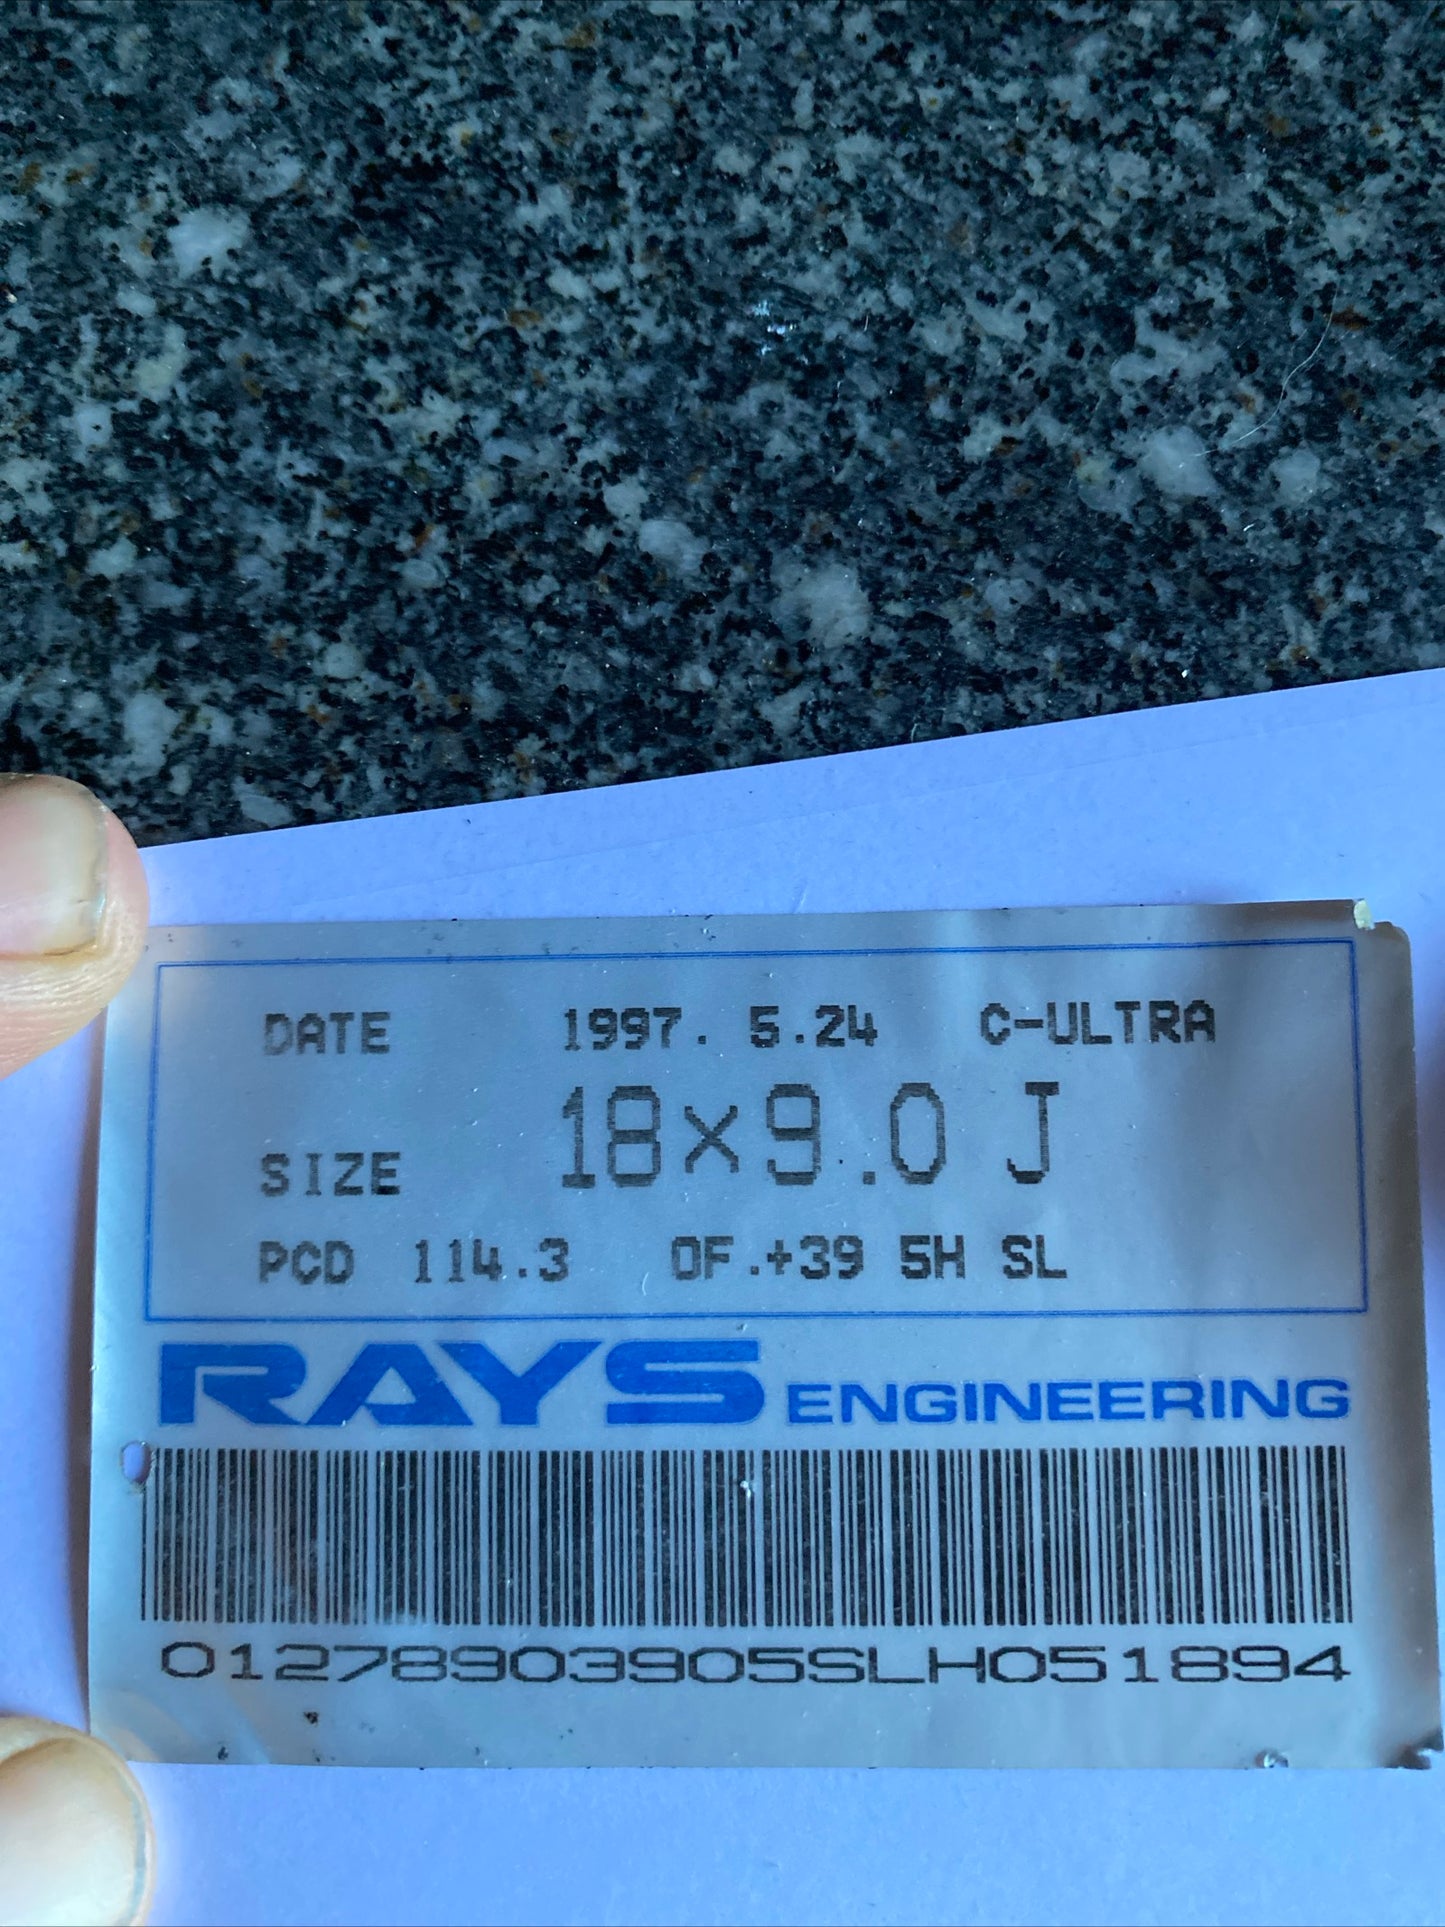 DATE 1997. 5.24 C-ULTRA
SIZE 18×9.0 J
PCD 114.3 OF.+39 5H SL
RAYS ENGINEERING
01278903905SLH051894